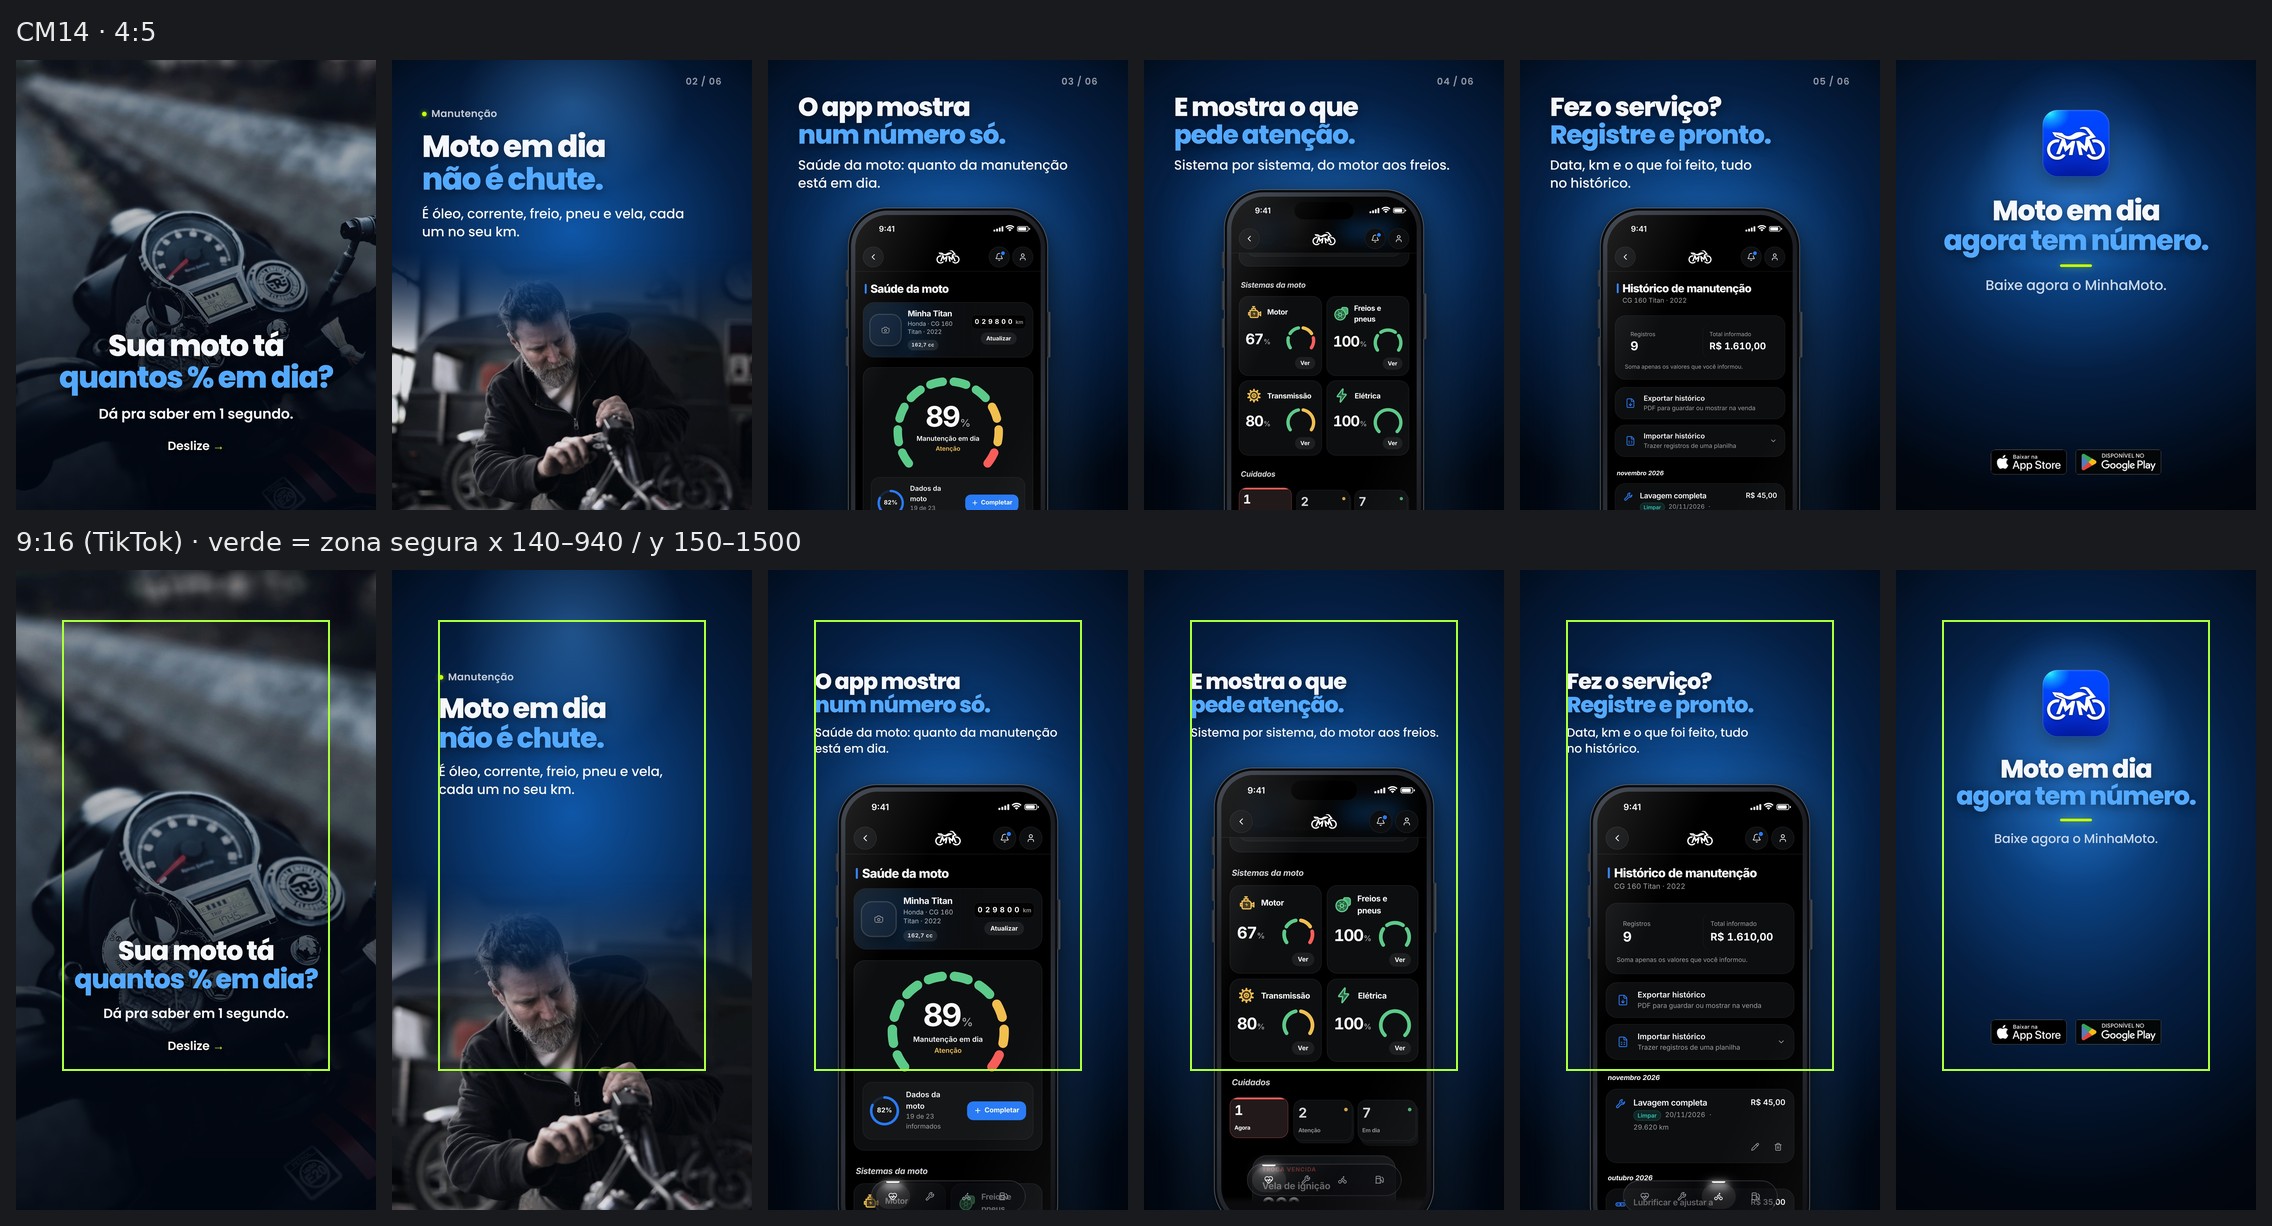 CM14 · 4:5
Sua moto tá
quantos % em dia?
Dá pra saber em 1 segundo.
Deslize →
02 / 06
Manutenção
Moto em dia
não é chute.
É óleo, corrente, freio, pneu e vela, cada
um no seu km.
03 / 06
O app mostra
num número só.
Saúde da moto: quanto da manutenção
está em dia.
9:41
Saúde da moto
Minha Titan
Honda · CG 160
Titan · 2022
162,7 cc
029800 km
Atualizar
89%
Manutenção em dia
Atenção
82%
Dados da
moto
19 de 23
+ Completar
04 / 06
E mostra o que
pede atenção.
Sistema por sistema, do motor aos freios.
9:41
Sistemas da moto
Motor
67%
Ver
Freios e
pneus
100%
Ver
Transmissão
80%
Ver
Elétrica
100%
Ver
Cuidados
1
2
7
05 / 06
Fez o serviço?
Registre e pronto.
Data, km e o que foi feito, tudo
no histórico.
9:41
Histórico de manutenção
CG 160 Titan · 2022
Registros
9
Total informado
R$ 1.610,00
Soma apenas os valores que você informou.
Exportar histórico
PDF para guardar ou mostrar na venda
Importar histórico
Trazer registros de uma planilha
novembro 2026
Lavagem completa
R$ 45,00
Limpar 20/11/2026 ·
MM
Moto em dia
agora tem número.
Baixe agora o MinhaMoto.
Baixar na
App Store
DISPONÍVEL NO
Google Play
9:16 (TikTok) · verde = zona segura x 140–940 / y 150–1500
Sua moto tá
quantos % em dia?
Dá pra saber em 1 segundo.
Deslize →
Manutenção
Moto em dia
não é chute.
É óleo, corrente, freio, pneu e vela,
cada um no seu km.
O app mostra
num número só.
Saúde da moto: quanto da manutenção
está em dia.
9:41
Saúde da moto
Minha Titan
Honda · CG 160
Titan · 2022
162,7 cc
029800 km
Atualizar
89%
Manutenção em dia
Atenção
82%
Dados da
moto
19 de 23
informados
+ Completar
Sistemas da moto
Motor
Freios e
pneus
E mostra o que
pede atenção.
Sistema por sistema, do motor aos freios.
9:41
Sistemas da moto
Motor
67%
Ver
Freios e
pneus
100%
Ver
Transmissão
80%
Ver
Elétrica
100%
Ver
Cuidados
1
Agora
2
Atenção
7
Em dia
VENCIDA
Vela de ignição
Fez o serviço?
Registre e pronto.
Data, km e o que foi feito, tudo
no histórico.
9:41
Histórico de manutenção
CG 160 Titan · 2022
Registros
9
Total informado
R$ 1.610,00
Soma apenas os valores que você informou.
Exportar histórico
PDF para guardar ou mostrar na venda
Importar histórico
Trazer registros de uma planilha
novembro 2026
Lavagem completa
R$ 45,00
Limpar 20/11/2026 ·
29.620 km
outubro 2026
Lubrificar e ajustar a
R$ 35,00
MM
Moto em dia
agora tem número.
Baixe agora o MinhaMoto.
Baixar na
App Store
DISPONÍVEL NO
Google Play